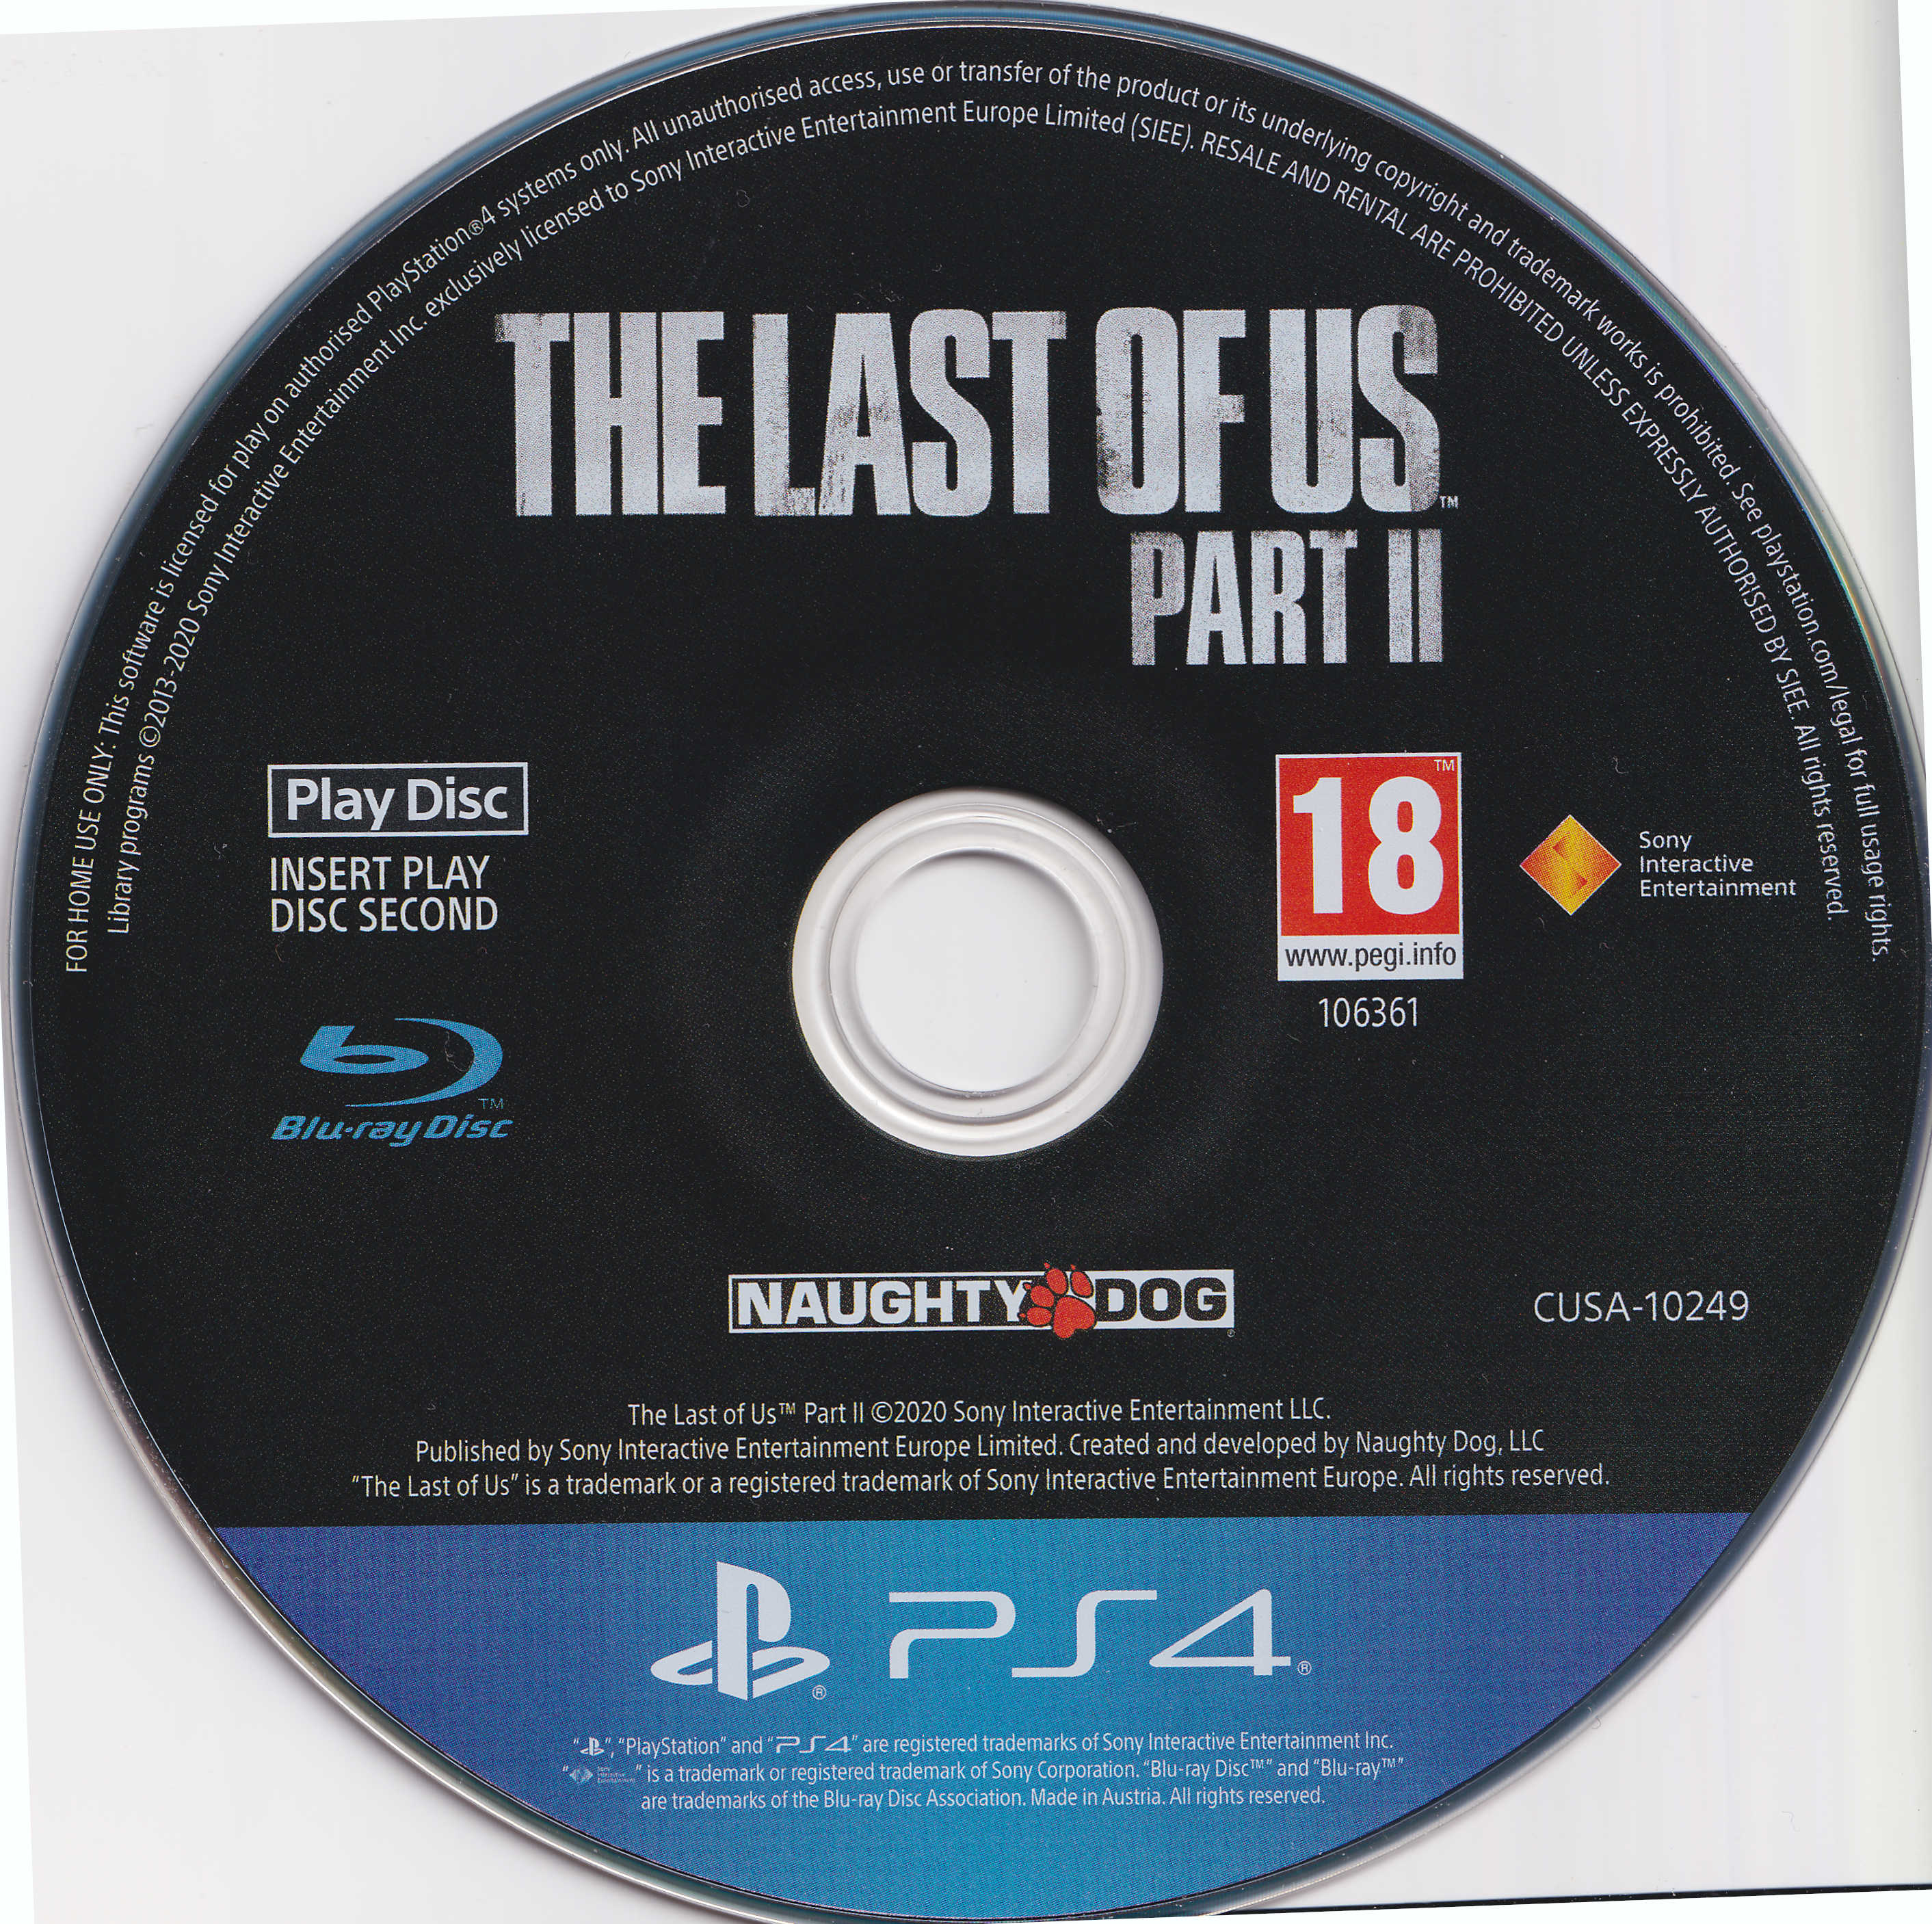 FOR HOME USE ONLY: This software is licensed for play on authorised PlayStation®4 systems only. All unauthorised access, use or transfer of the product or its underlying copyright and trademark works is prohibited. See playstation.com/legal for full usage rights.
Library programs ©2013-2020 Sony Interactive Entertainment Inc. exclusively licensed to Sony Interactive Entertainment Europe Limited (SIEE). RESALE AND RENTAL ARE PROHIBITED UNLESS EXPRESSLY AUTHORISED BY SIEE. All rights reserved.
THE LAST OF US™
PART II
Play Disc
INSERT PLAY
DISC SECOND
™
Blu-ray Disc
18™
www.pegi.info
106361
Sony
Interactive
Entertainment
NAUGHTY DOG®
CUSA-10249
The Last of Us™ Part II ©2020 Sony Interactive Entertainment LLC.
Published by Sony Interactive Entertainment Europe Limited. Created and developed by Naughty Dog, LLC
“The Last of Us” is a trademark or a registered trademark of Sony Interactive Entertainment Europe. All rights reserved.
® PS4®
“ ”, “PlayStation” and “PS4” are registered trademarks of Sony Interactive Entertainment Inc.
“ Sony Interactive Entertainment ” is a trademark or registered trademark of Sony Corporation. “Blu-ray Disc™” and “Blu-ray™”
are trademarks of the Blu-ray Disc Association. Made in Austria. All rights reserved.